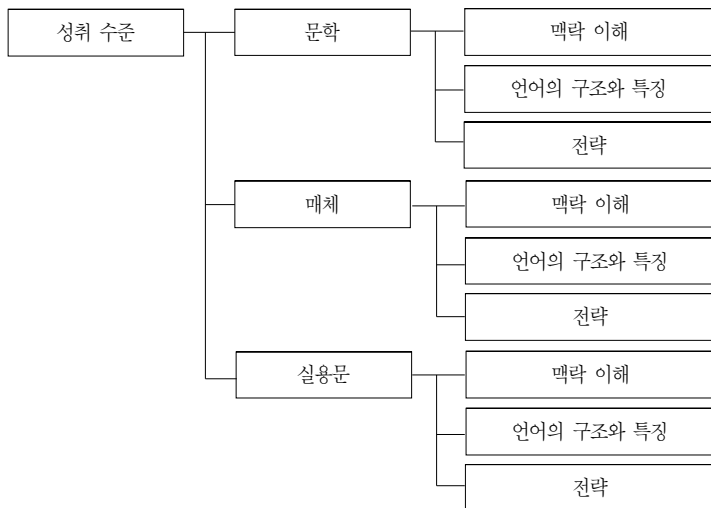 성취 수준
문학
맥락 이해
언어의 구조와 특징
전략
매체
맥락 이해
언어의 구조와 특징
전략
실용문
맥락 이해
언어의 구조와 특징
전략